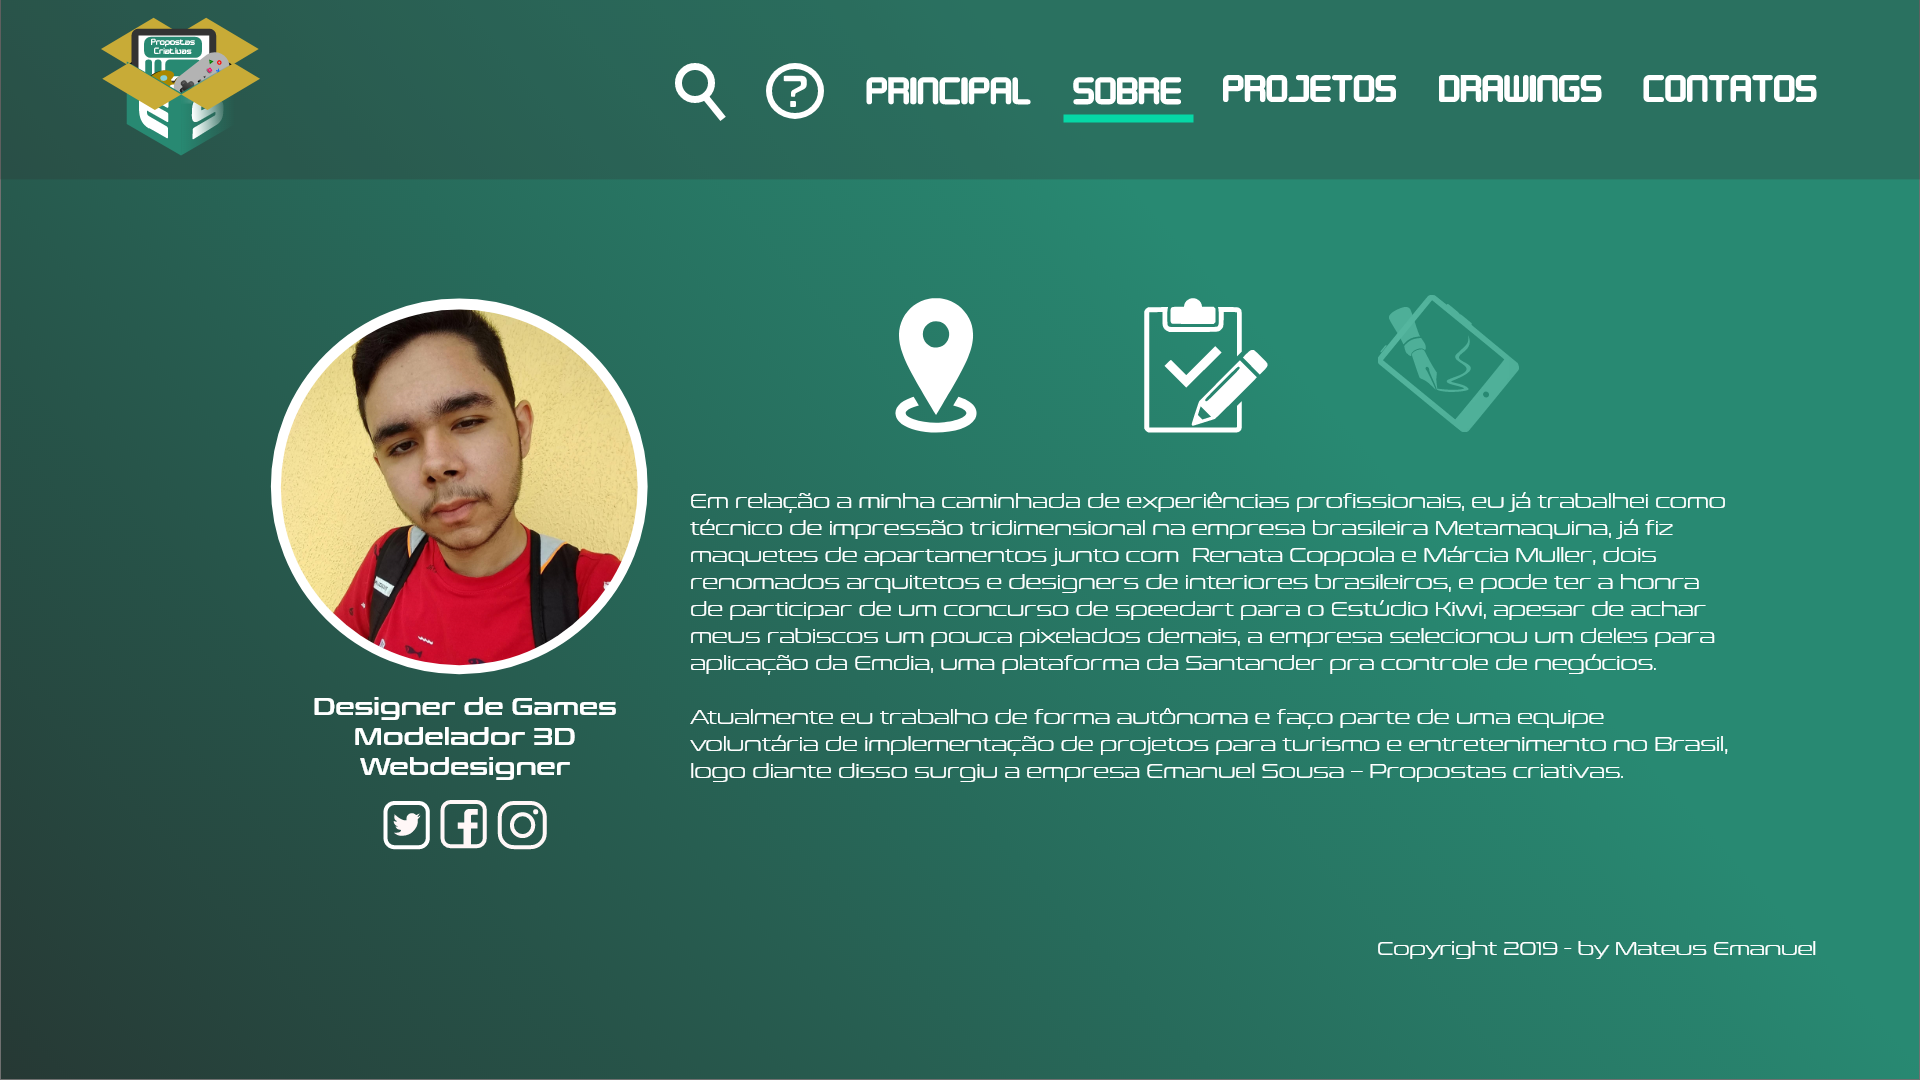 Propostas
Criativas
PRINCIPAL
SOBRE
PROJETOS
DRAWINGS
CONTATOS
Em relação a minha caminhada de experiências profissionais, eu já trabalhei como
técnico de impressão tridimensional na empresa brasileira Metamaquina, já fiz
maquetes de apartamentos junto com  Renata Coppola e Márcia Muller, dois
renomados arquitetos e designers de interiores brasileiros, e pode ter a honra
de participar de um concurso de speedart para o Estúdio Kiwi, apesar de achar
meus rabiscos um pouca pixelados demais, a empresa selecionou um deles para
aplicação da Emdia, uma plataforma da Santander pra controle de negócios.
Atualmente eu trabalho de forma autônoma e faço parte de uma equipe
voluntária de implementação de projetos para turismo e entretenimento no Brasil,
logo diante disso surgiu a empresa Emanuel Sousa – Propostas criativas.
Designer de Games
Modelador 3D
Webdesigner
Copyright 2019 - by Mateus Emanuel